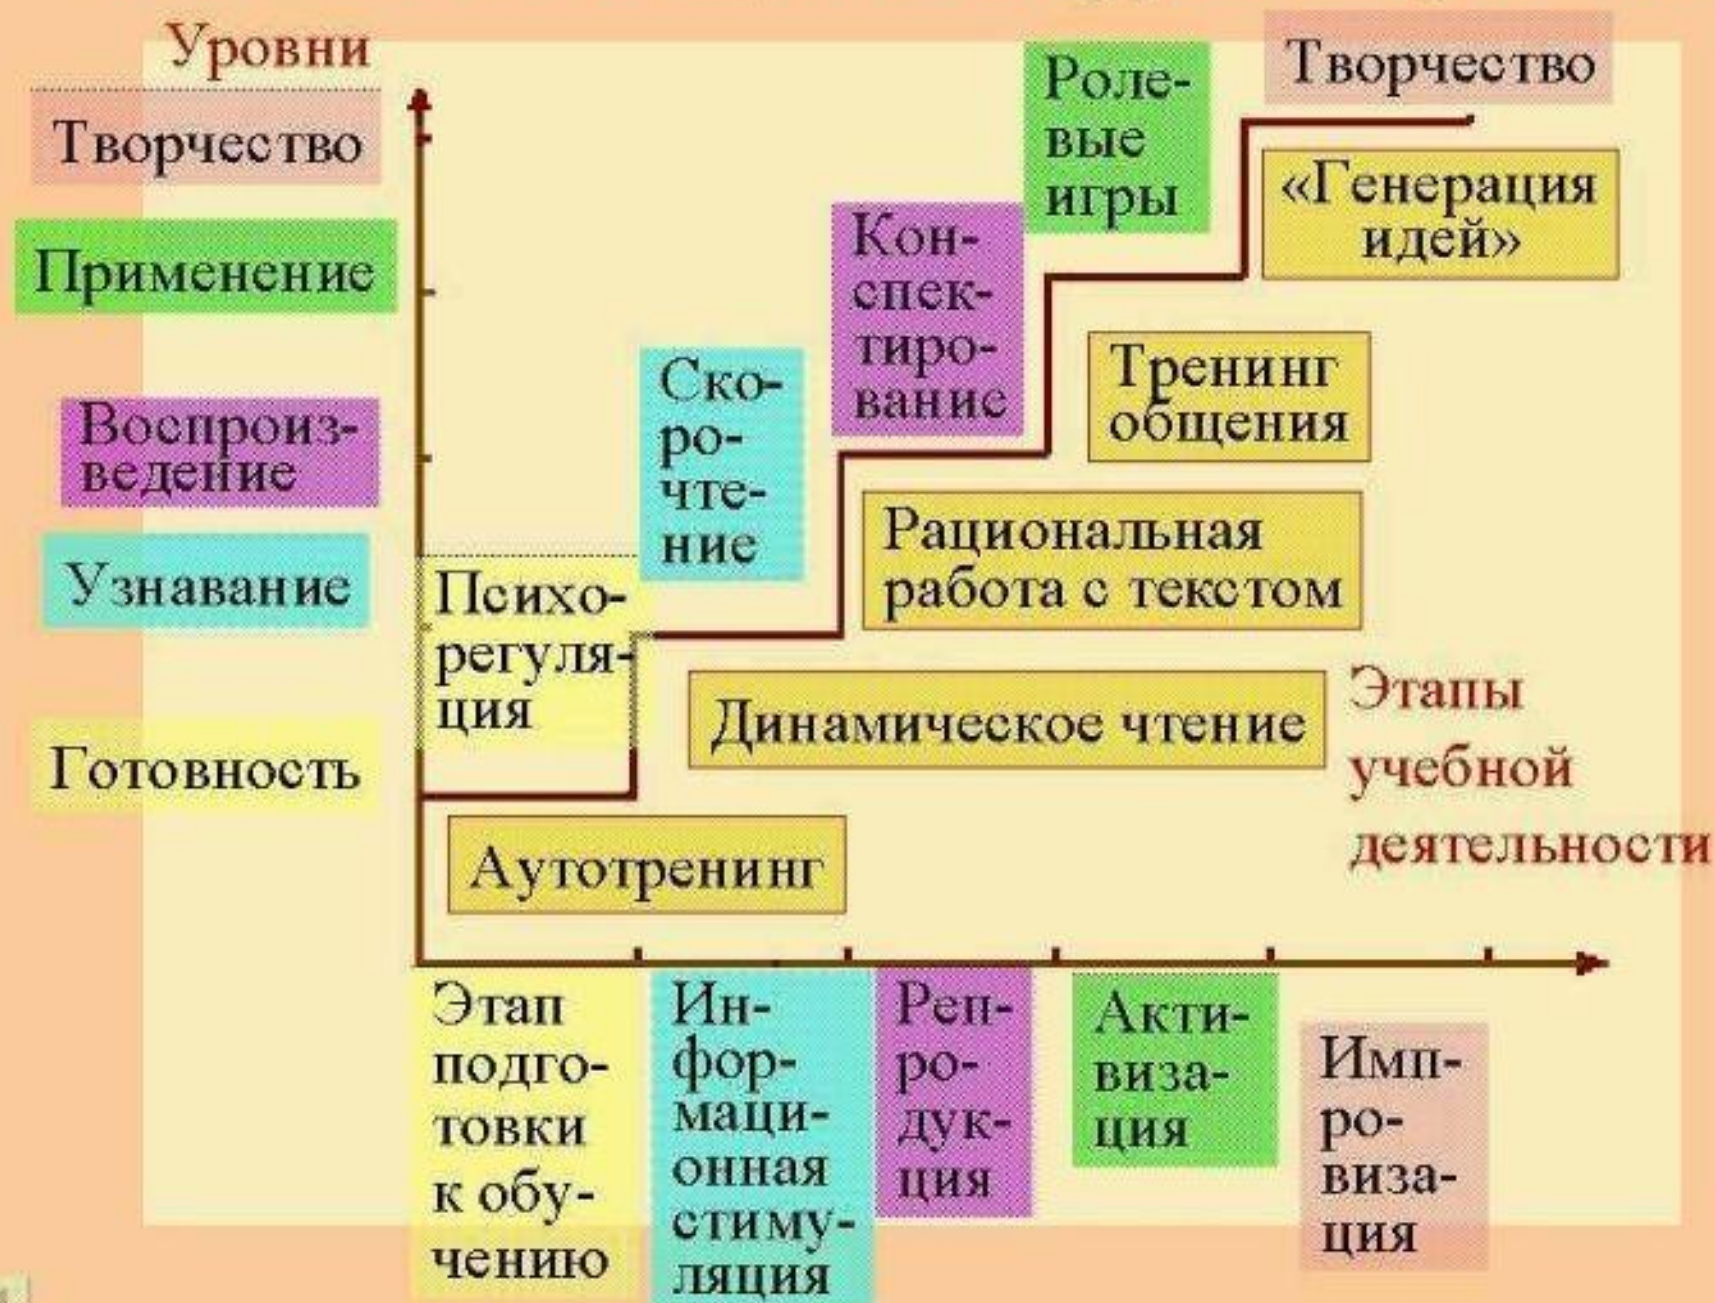 Уровни
Творчество
Применение
Воспроиз-
ведение
Узнавание
Готовность
Психо-
регуля-
ция
Ско-
ро-
чте-
ние
Кон-
спек-
тиро-
вание
Роле-
вые
игры
Творчество
«Генерация
идей»
Тренинг
общения
Рациональная
работа с текстом
Динамическое чтение
Аутотренинг
Этапы
учебной
деятельности
Этап
подго-
товки
к обу-
чению
Ин-
фор-
маци-
онная
стиму-
ляция
Реп-
ро-
дук-
ция
Акти-
виза-
ция
Имп-
ро-
виза-
ция